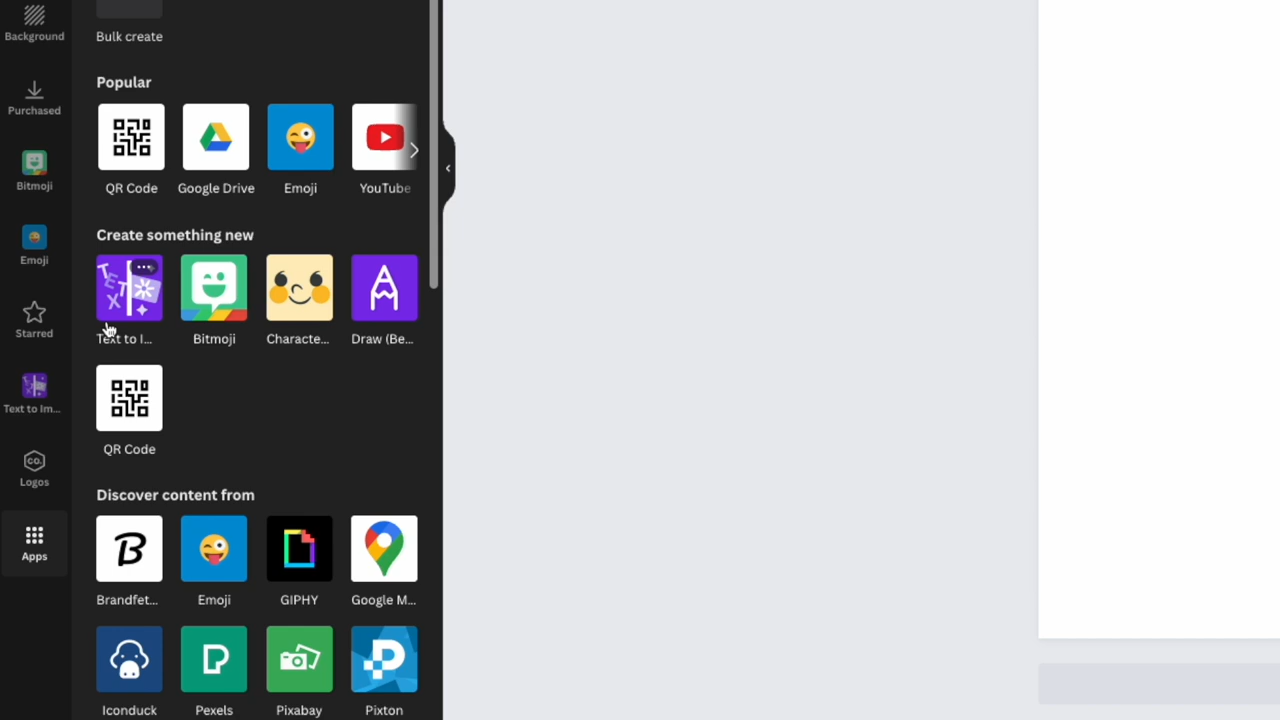 Background
Purchased
Bitmoji
Emoji
Starred
Text to Im...
CO.
Logos
Apps
Bulk create
Popular
QR Code Google Drive Emoji YouTube
Create something new
TEXT
Text to I... Bitmoji Characte... Draw (Be...
QR Code
Discover content from
B
Brandfet... Emoji GIPHY Google M...
P P
Iconduck Pexels Pixabay Pixton